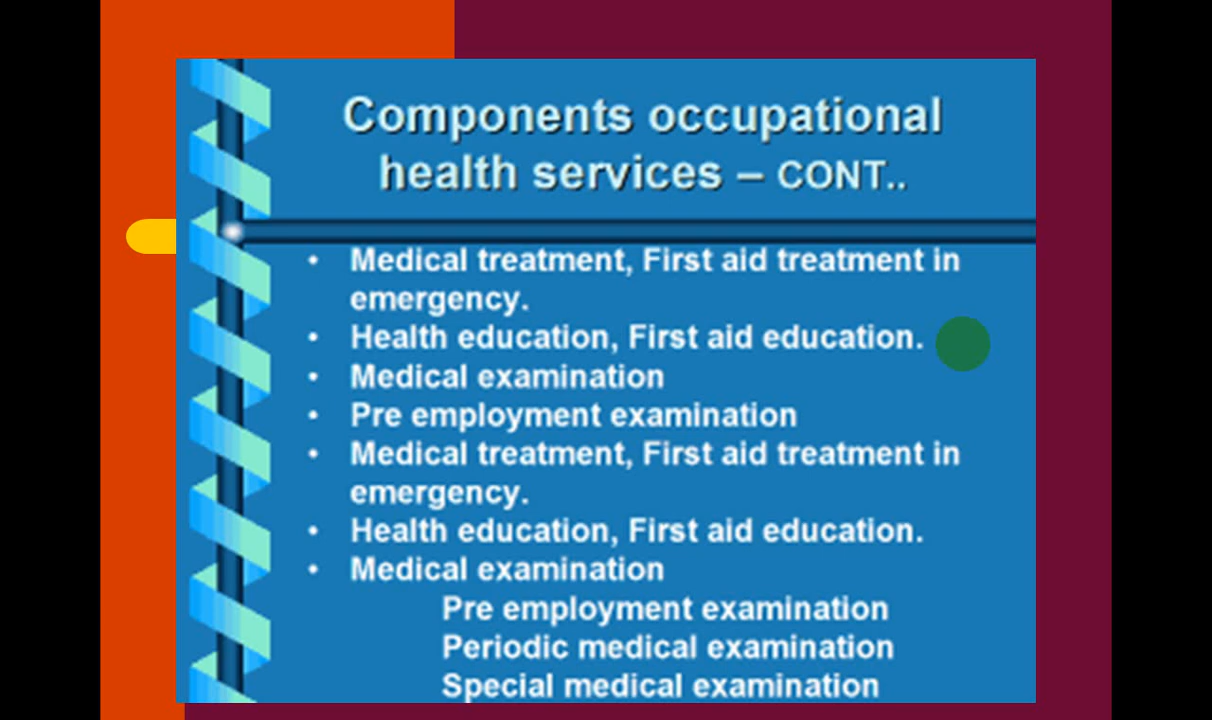 Components occupational
health services – CONT..
• Medical treatment, First aid treatment in
emergency.
• Health education, First aid education.
• Medical examination
• Pre employment examination
• Medical treatment, First aid treatment in
emergency.
• Health education, First aid education.
• Medical examination
Pre employment examination
Periodic medical examination
Special medical examination